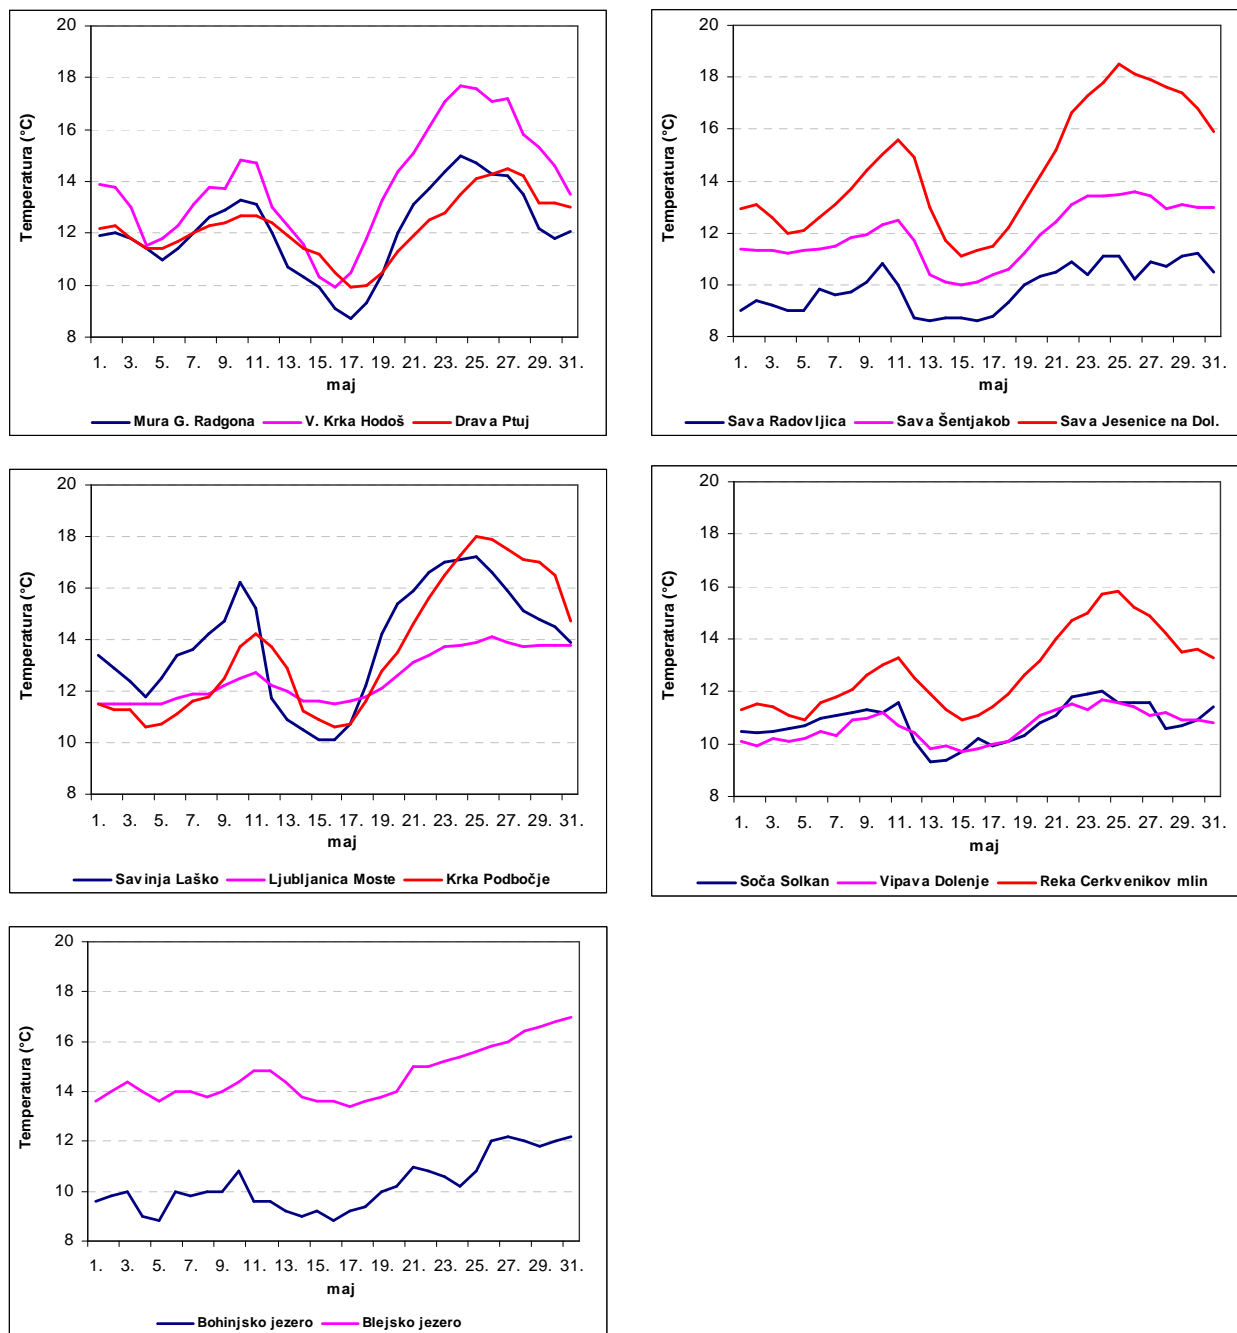 20
18
16
14
12
10
8
Temperatura (°C)
1. 3. 5. 7. 9. 11. 13. 15. 17. 19. 21. 23. 25. 27. 29. 31.
maj
Mura G. Radgona V. Krka Hodoš Drava Ptuj
20
18
16
14
12
10
8
Temperatura (°C)
1. 3. 5. 7. 9. 11. 13. 15. 17. 19. 21. 23. 25. 27. 29. 31.
maj
Sava Radovljica Sava Šentjakob Sava Jesenice na Dol.
20
18
16
14
12
10
8
Temperatura (°C)
1. 3. 5. 7. 9. 11. 13. 15. 17. 19. 21. 23. 25. 27. 29. 31.
maj
Savinja Laško Ljubljanica Moste Krka Podbočje
20
18
16
14
12
10
8
Temperatura (°C)
1. 3. 5. 7. 9. 11. 13. 15. 17. 19. 21. 23. 25. 27. 29. 31.
maj
Soča Solkan Vipava Dolenje Reka Cerkvenikov mlin
20
18
16
14
12
10
8
Temperatura (°C)
1. 3. 5. 7. 9. 11. 13. 15. 17. 19. 21. 23. 25. 27. 29. 31.
maj
Bohinjsko jezero Blejsko jezero